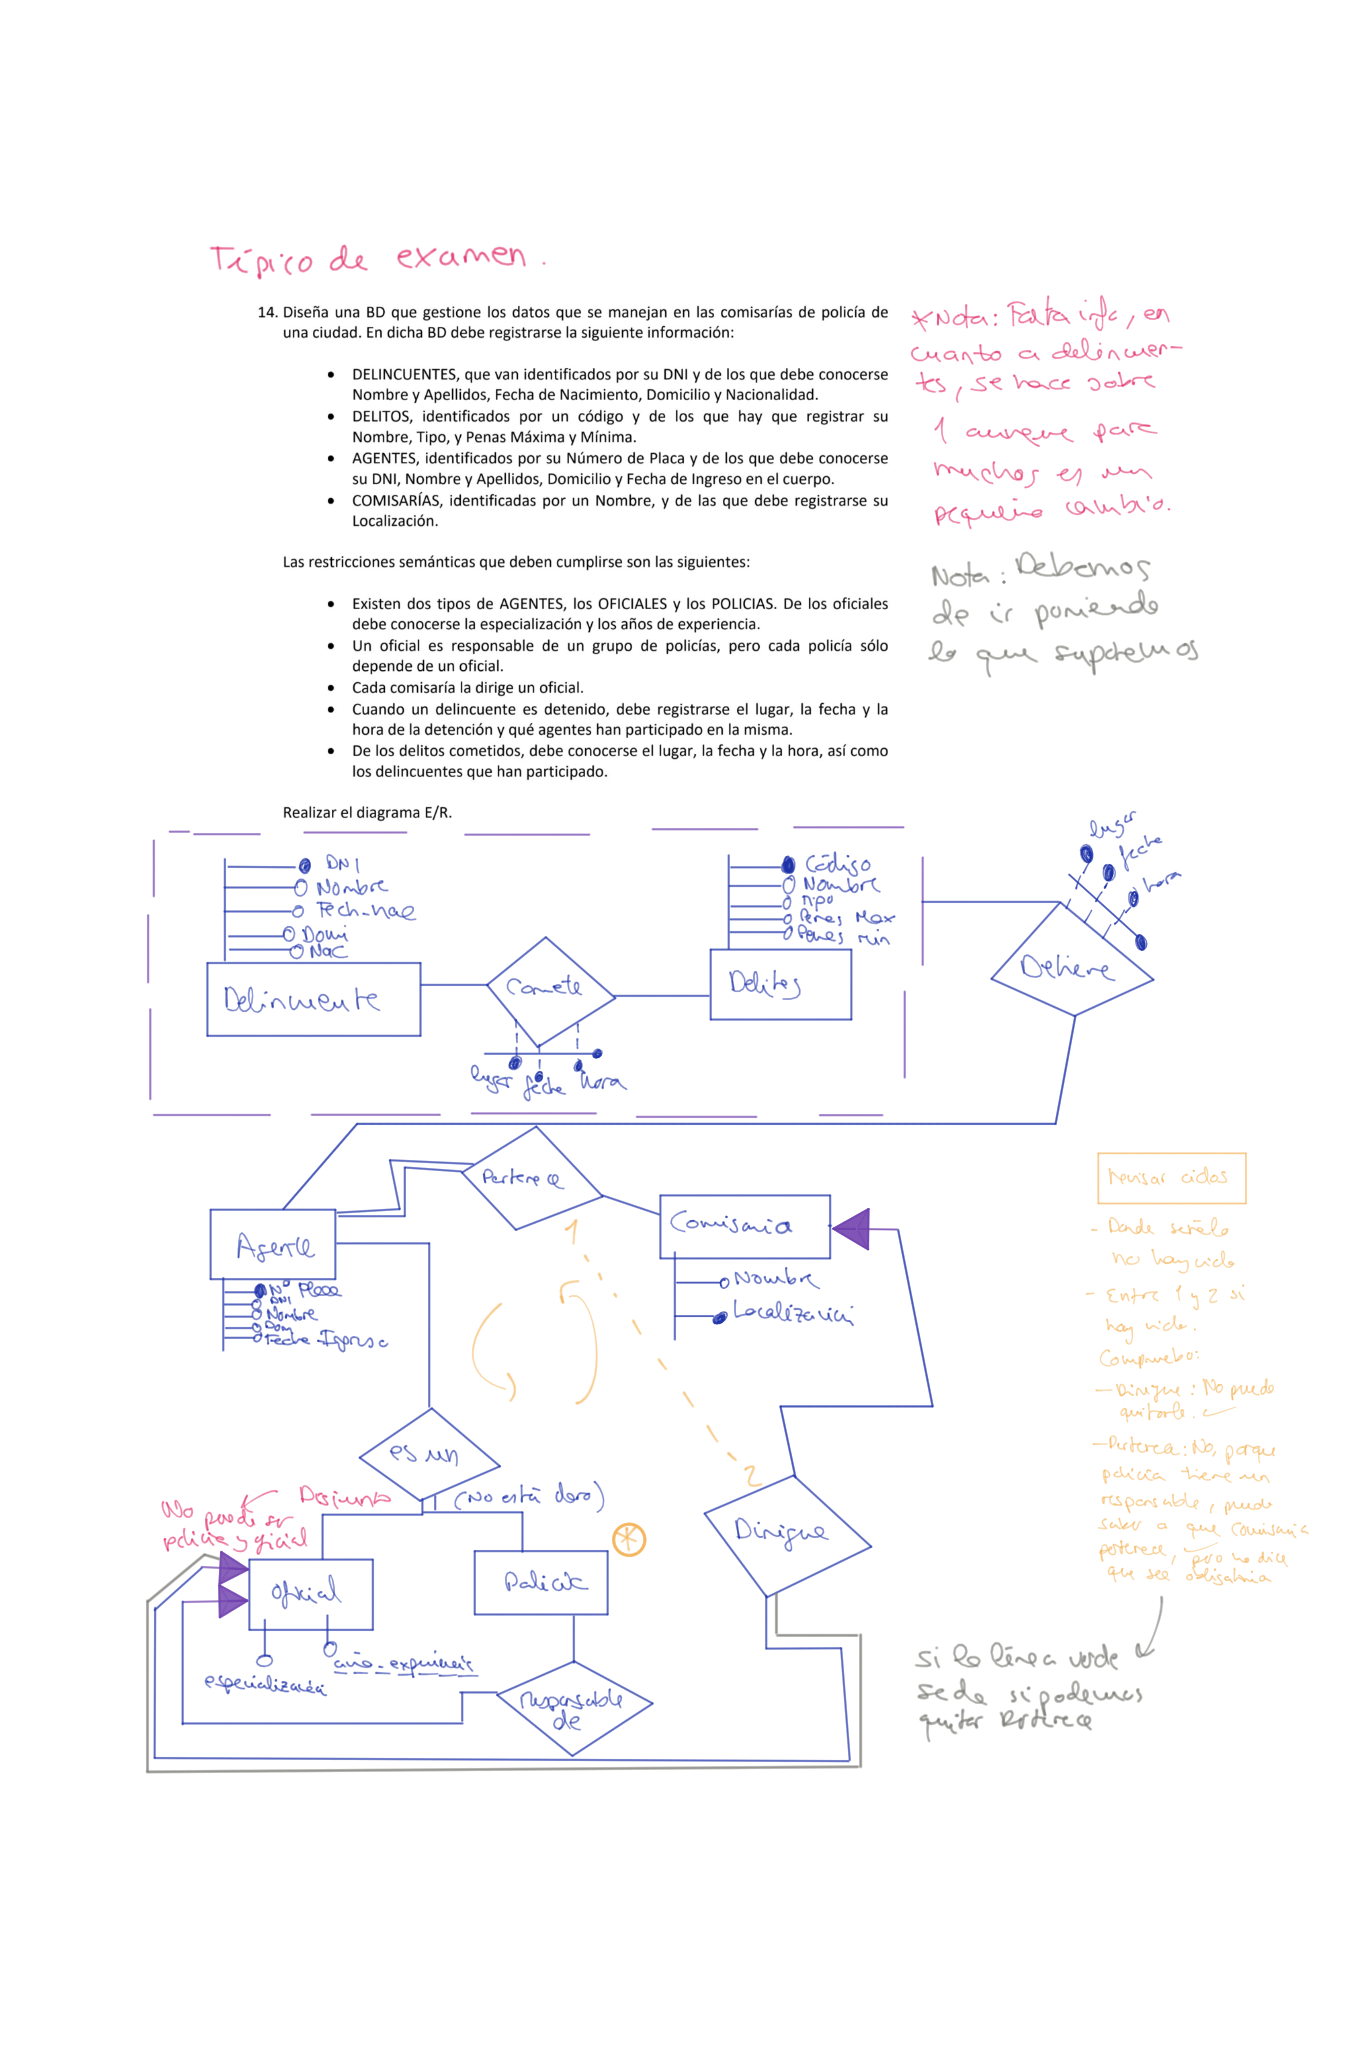 Típico de examen.
14. Diseña una BD que gestione los datos que se manejan en las comisarías de policía de
una ciudad. En dicha BD debe registrarse la siguiente información:
• DELINCUENTES, que van identificados por su DNI y de los que debe conocerse
Nombre y Apellidos, Fecha de Nacimiento, Domicilio y Nacionalidad.
• DELITOS, identificados por un código y de los que hay que registrar su
Nombre, Tipo, y Penas Máxima y Mínima.
• AGENTES, identificados por su Número de Placa y de los que debe conocerse
su DNI, Nombre y Apellidos, Domicilio y Fecha de Ingreso en el cuerpo.
• COMISARÍAS, identificadas por un Nombre, y de las que debe registrarse su
Localización.
Las restricciones semánticas que deben cumplirse son las siguientes:
• Existen dos tipos de AGENTES, los OFICIALES y los POLICIAS. De los oficiales
debe conocerse la especialización y los años de experiencia.
• Un oficial es responsable de un grupo de policías, pero cada policía sólo
depende de un oficial.
• Cada comisaría la dirige un oficial.
• Cuando un delincuente es detenido, debe registrarse el lugar, la fecha y la
hora de la detención y qué agentes han participado en la misma.
• De los delitos cometidos, debe conocerse el lugar, la fecha y la hora, así como
los delincuentes que han participado.
Realizar el diagrama E/R.
*Nota: Falta info, en
cuanto a delincuen-
tes, se hace sobre
1 aunque para
muchos es un
pequeño cambio.
Nota: Debemos
de ir poniendo
lo que suponemos
DNI
Nombre
Fech-nac
Domi
Nac
Delincuente
Comete
lugar fecha hora
Código
Nombre
tipo
Penas Max
Penas min
Delitos
lugar
fecha
hora
Detiene
Pertenece
Agente
Nº Placa
DNI
Nombre
Dom
Fecha-Ingreso
Comisaria
Nombre
Localización
1
2
es un
Disjunto
(No está claro)
No puede ser
policia y oficial
Oficial
Policía
especialización
año_experiencia
responsable
de
Dirigue
revisar ciclos
- Donde señalo
no hay ciclo
- Entre 1 y 2 si
hay ciclo.
Compruebo:
- Dirigue: No puedo
quitarle.
- Pertenece: No, porque
policía tiene un
responsable, puede
saber a que comisaria
pertenece, pero no dice
que sea obligatoria
si la línea verde
se da si podemos
quitar Pertenece